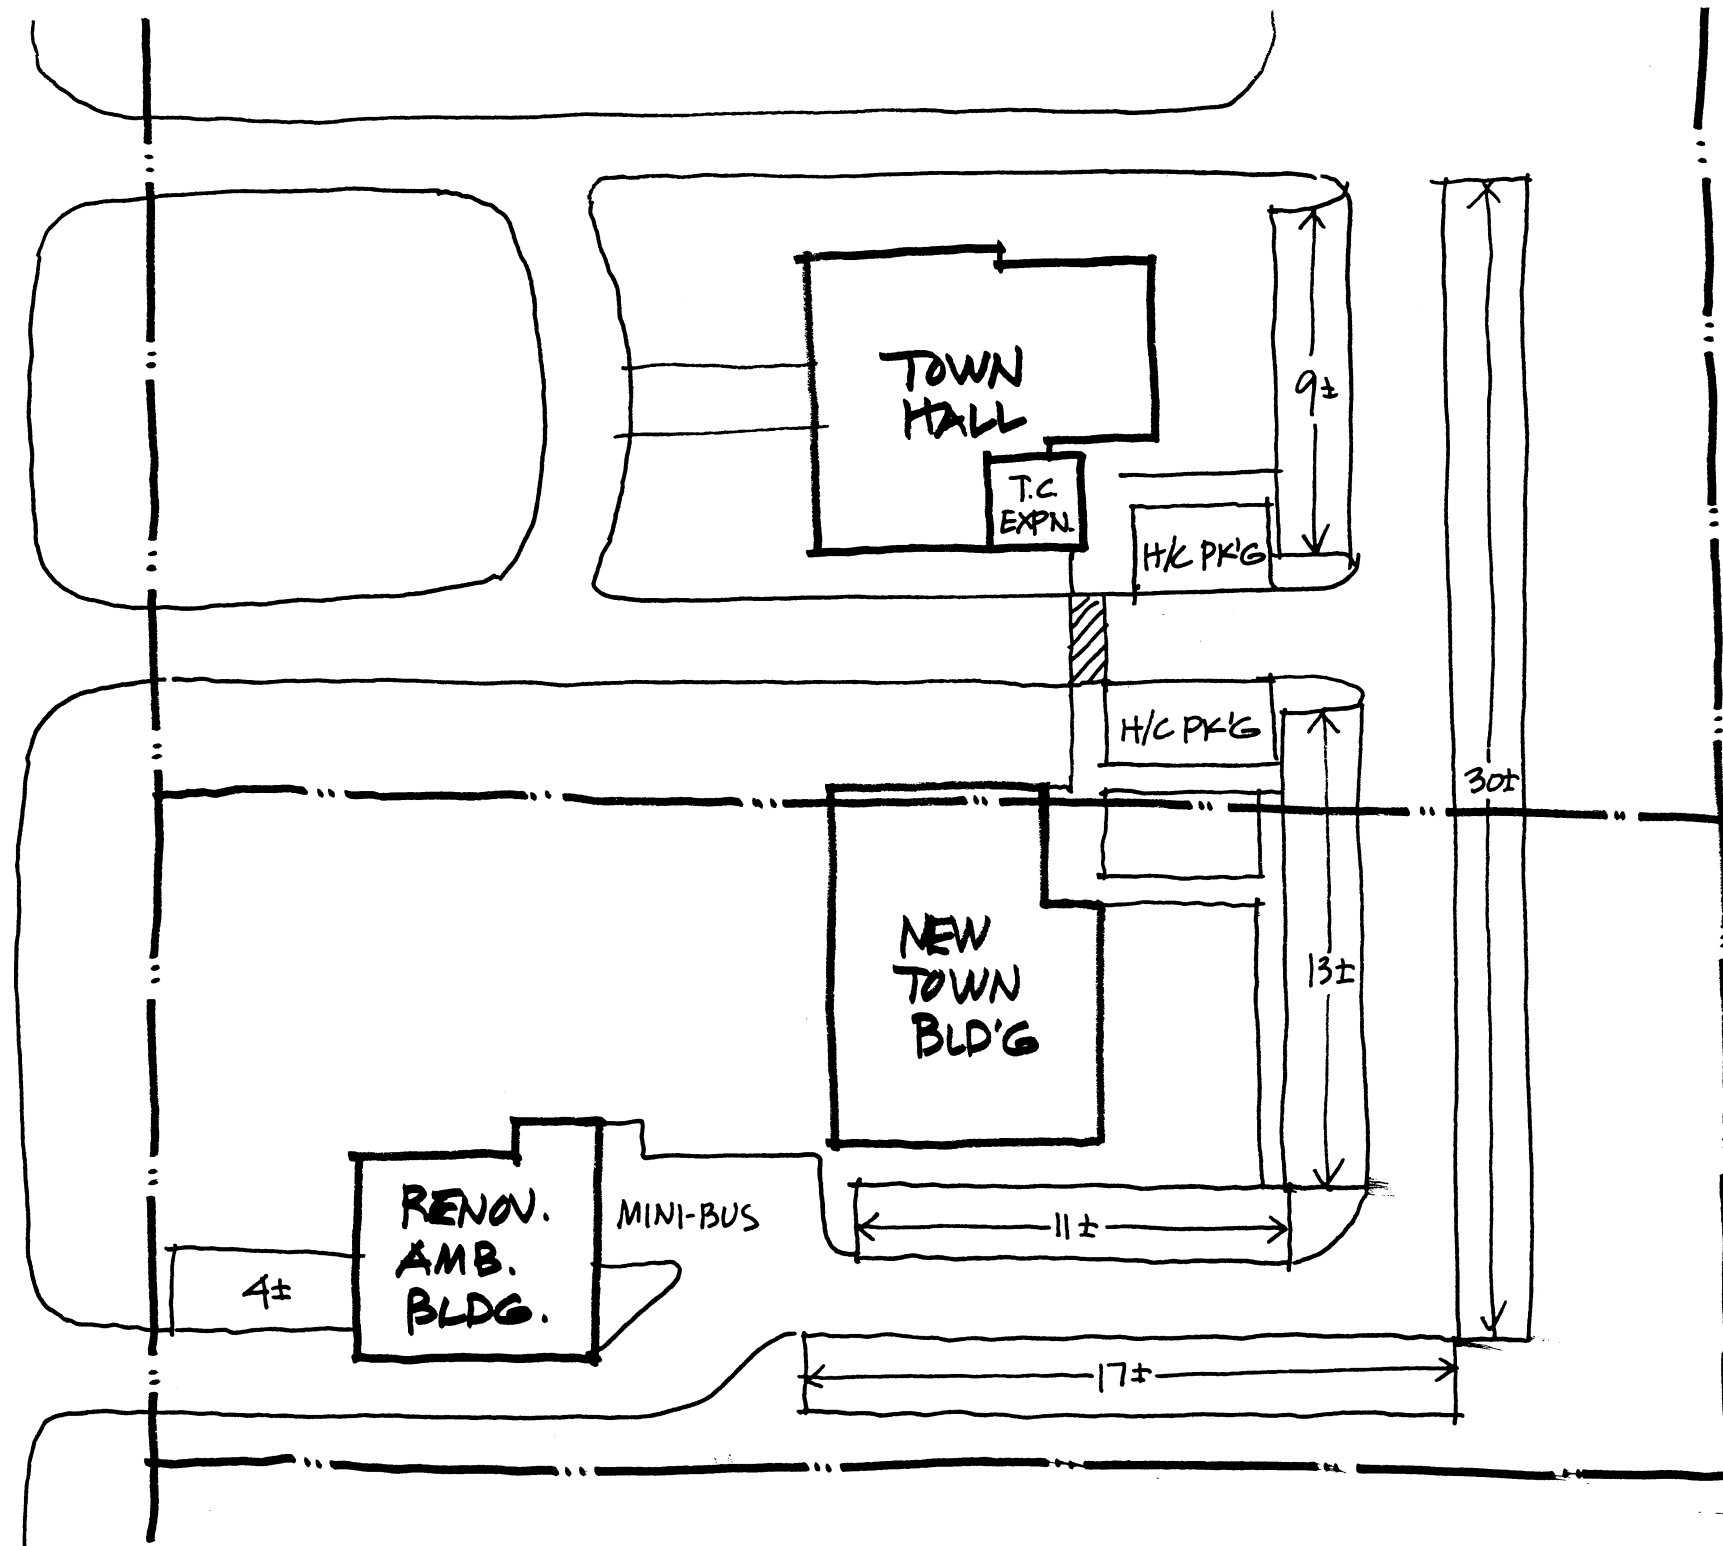 TOWN
HALL
9±
T.C.
EXPN.
H/C PK'G
H/C PK'G
30±
NEW
TOWN
BLD'G
13±
RENOV.
AMB.
BLDG.
MINI-BUS
11±
4±
17±